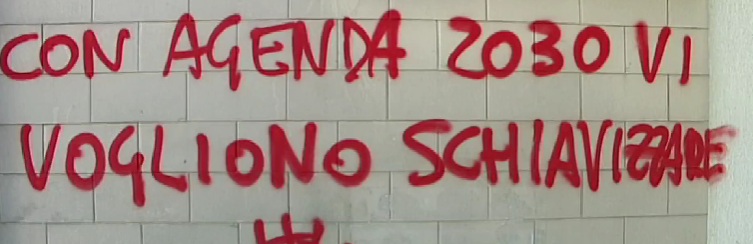 CON AGENDA 2030 VI
VOGLIONO SCHIAVIZZARE